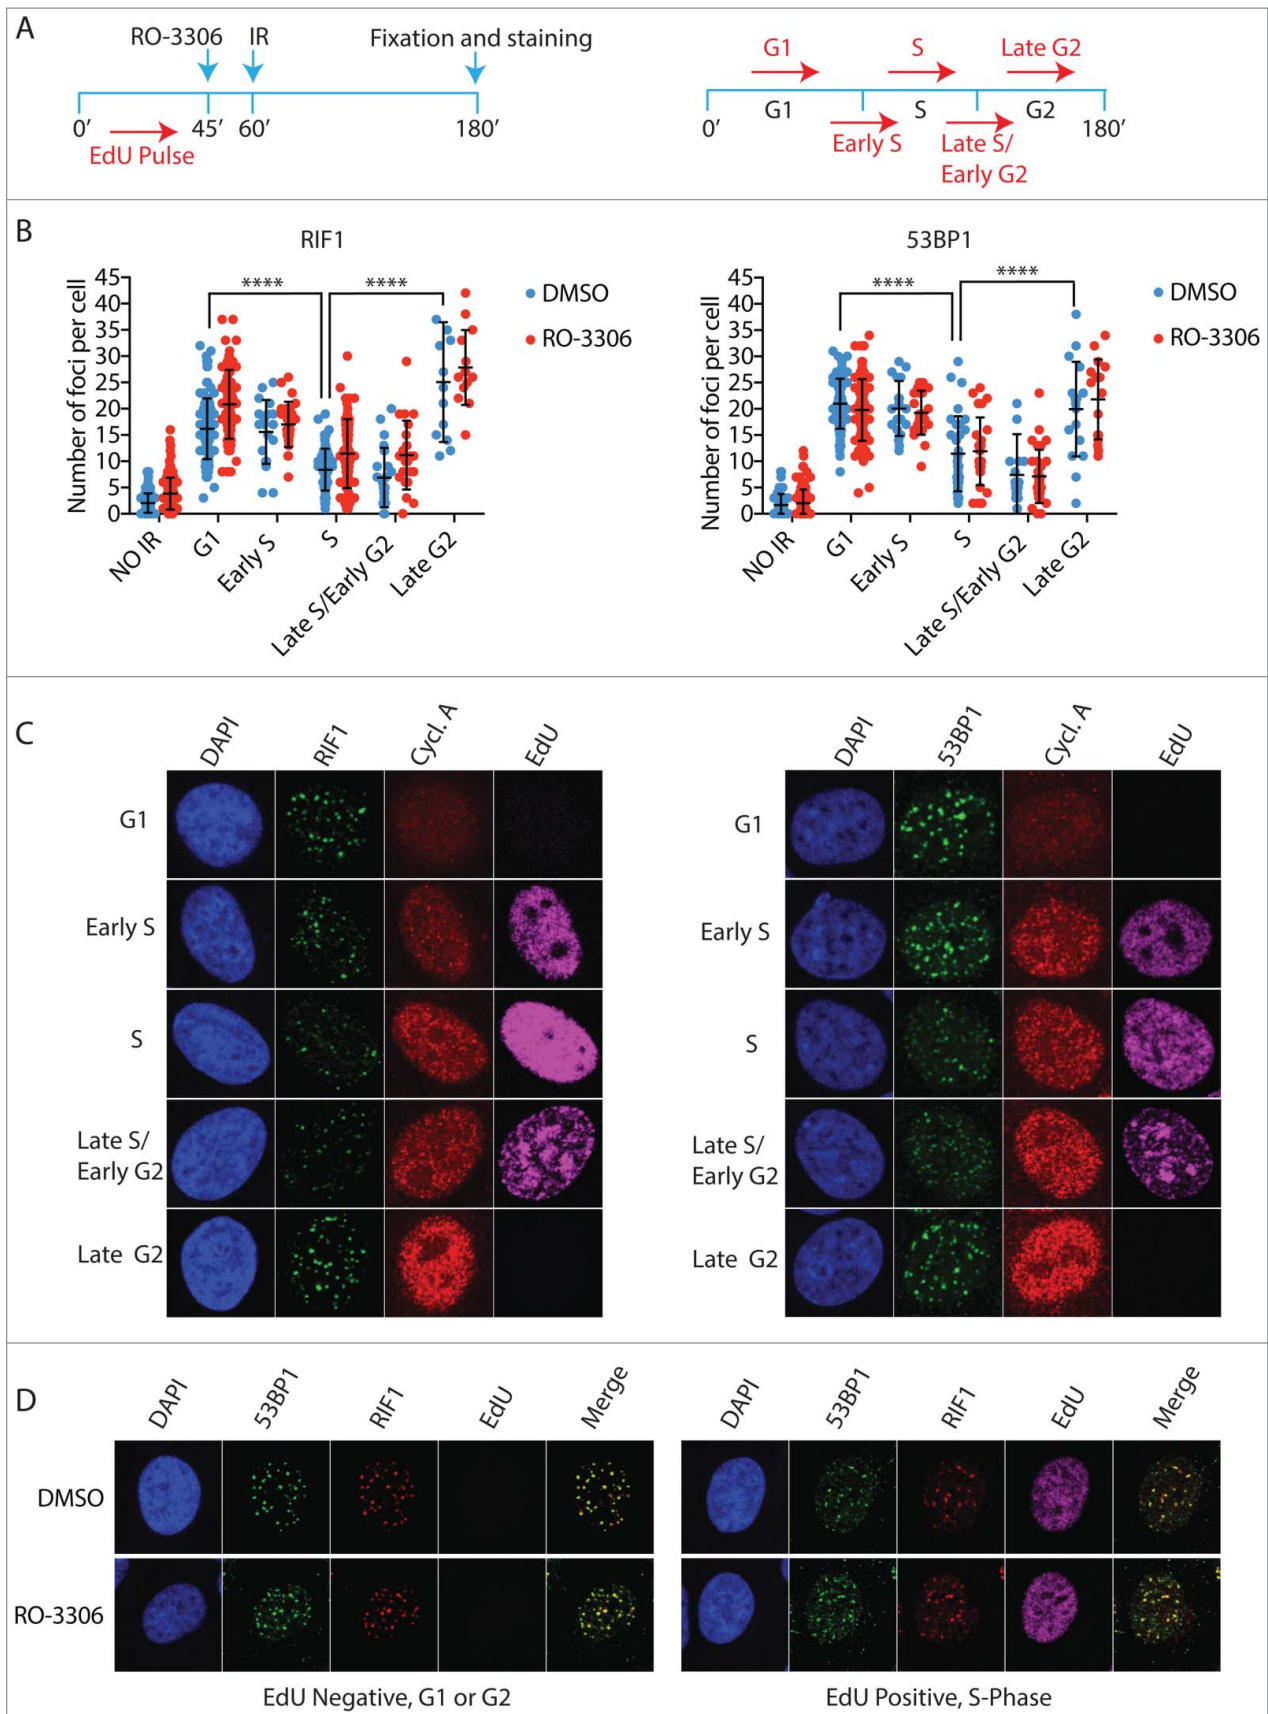 A
RO-3306 IR Fixation and staining
0′ 45′ 60′ 180′
EdU Pulse
G1 S Late G2
G1 S G2
0′ 180′
Early S Late S/
Early G2
B
RIF1
Number of foci per cell
45
40
35
30
25
20
15
10
5
0
**** ****
DMSO
RO-3306
NO IR G1 Early S S Late S/Early G2 Late G2
53BP1
Number of foci per cell
45
40
35
30
25
20
15
10
5
0
**** ****
DMSO
RO-3306
NO IR G1 Early S S Late S/Early G2 Late G2
C
DAPI RIF1 Cycl. A EdU
G1
Early S
S
Late S/
Early G2
Late G2
DAPI 53BP1 Cycl. A EdU
G1
Early S
S
Late S/
Early G2
Late G2
D
DAPI 53BP1 RIF1 EdU Merge
DAPI 53BP1 RIF1 EdU Merge
DMSO
RO-3306
EdU Negative, G1 or G2
EdU Positive, S-Phase